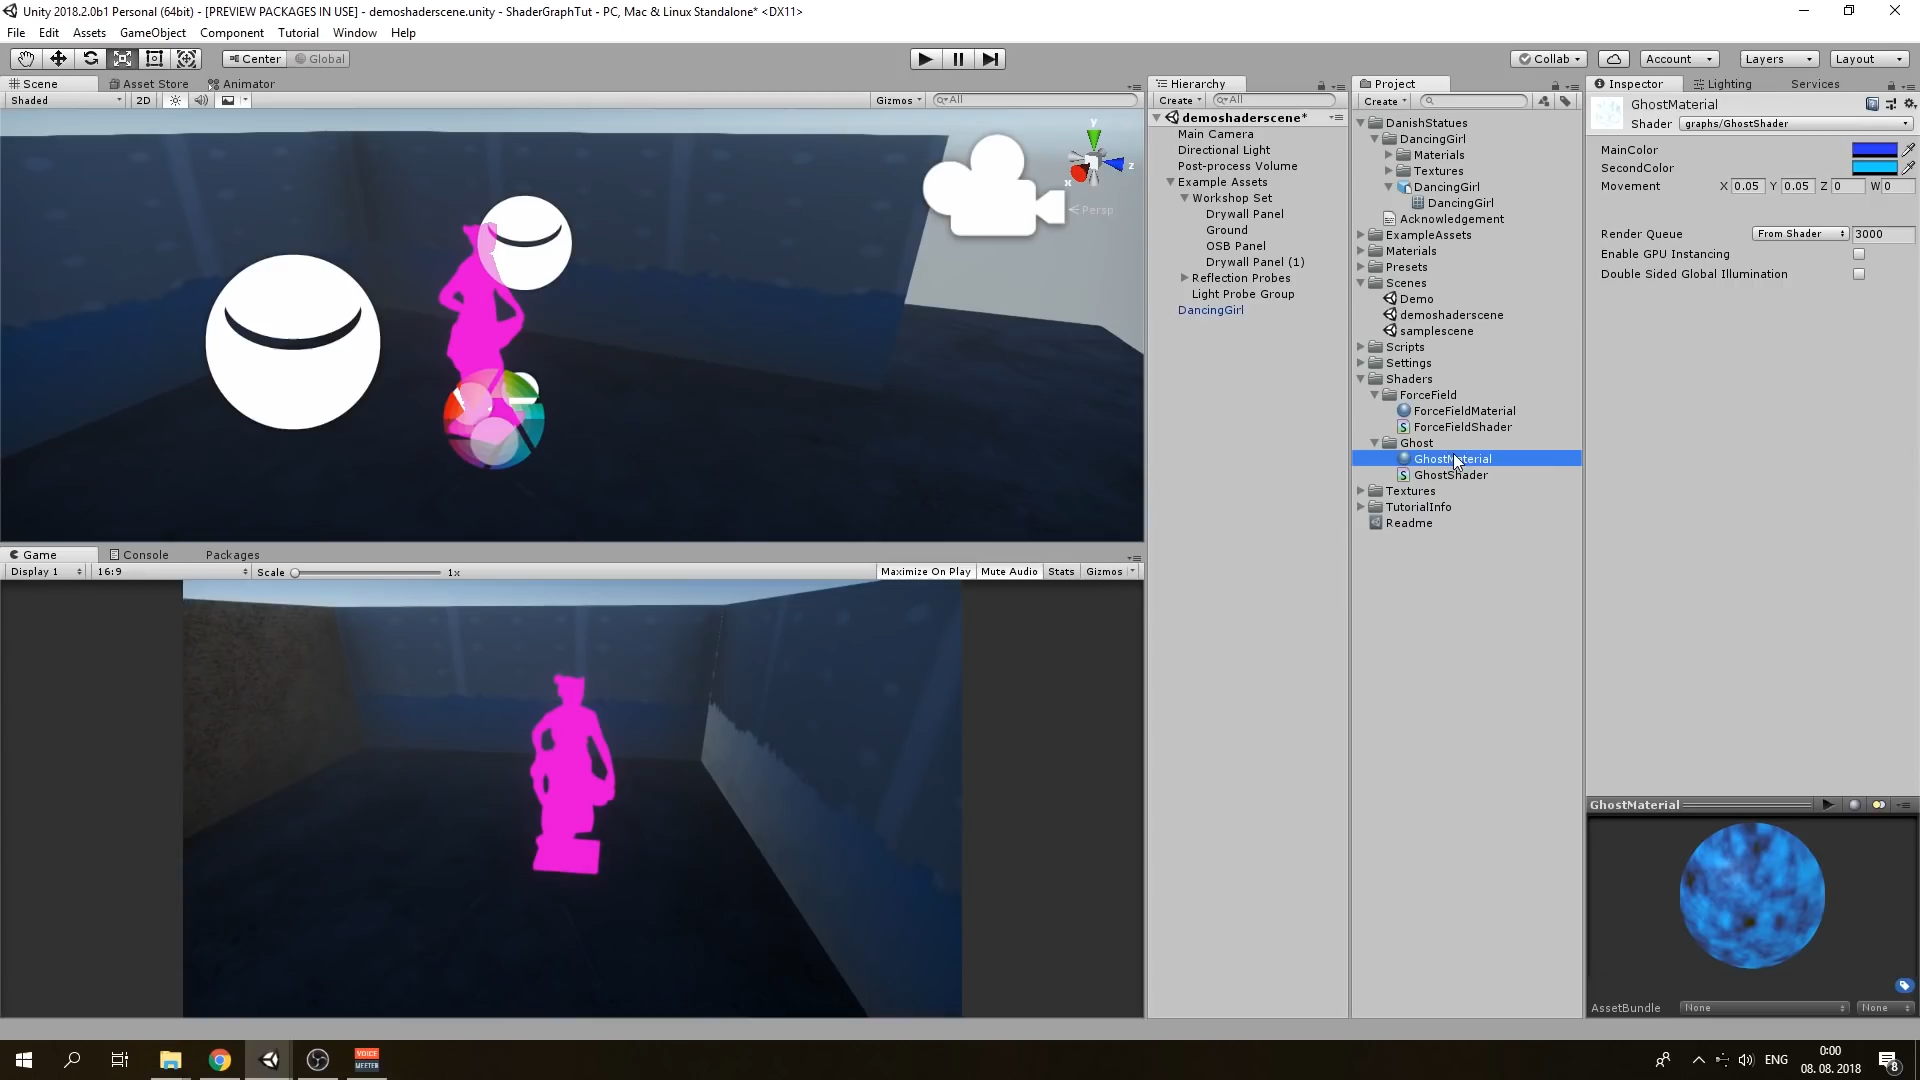 Unity 2018.2.0b1 Personal (64bit) - [PREVIEW PACKAGES IN USE] - demoshaderscene.unity - ShaderGraphTut - PC, Mac & Linux Standalone* <DX11>
File Edit Assets GameObject Component Tutorial Window Help
Center Global Collab Account Layers Layout
Scene Asset Store Animator
Shaded 2D Gizmos All
y
z
x
Persp
Game Console Packages
Display 1 16:9 Scale 1x Maximize On Play Mute Audio Stats Gizmos
Hierarchy
Create All
demoshaderscene*
Main Camera
Directional Light
Post-process Volume
Example Assets
Workshop Set
Drywall Panel
Ground
OSB Panel
Drywall Panel (1)
Reflection Probes
Light Probe Group
DancingGirl
Project
Create
DanishStatues
DancingGirl
Materials
Textures
DancingGirl
DancingGirl
Acknowledgement
ExampleAssets
Materials
Presets
Scenes
Demo
demoshaderscene
samplescene
Scripts
Settings
Shaders
ForceField
ForceFieldMaterial
ForceFieldShader
Ghost
GhostMaterial
GhostShader
Textures
TutorialInfo
Readme
Inspector Lighting Services
GhostMaterial
Shader graphs/GhostShader
MainColor
SecondColor
Movement X 0.05 Y 0.05 Z 0 W 0
Render Queue From Shader 3000
Enable GPU Instancing
Double Sided Global Illumination
GhostMaterial
AssetBundle None None
VOICE
MEETER
ENG
0:00
08. 08. 2018
8